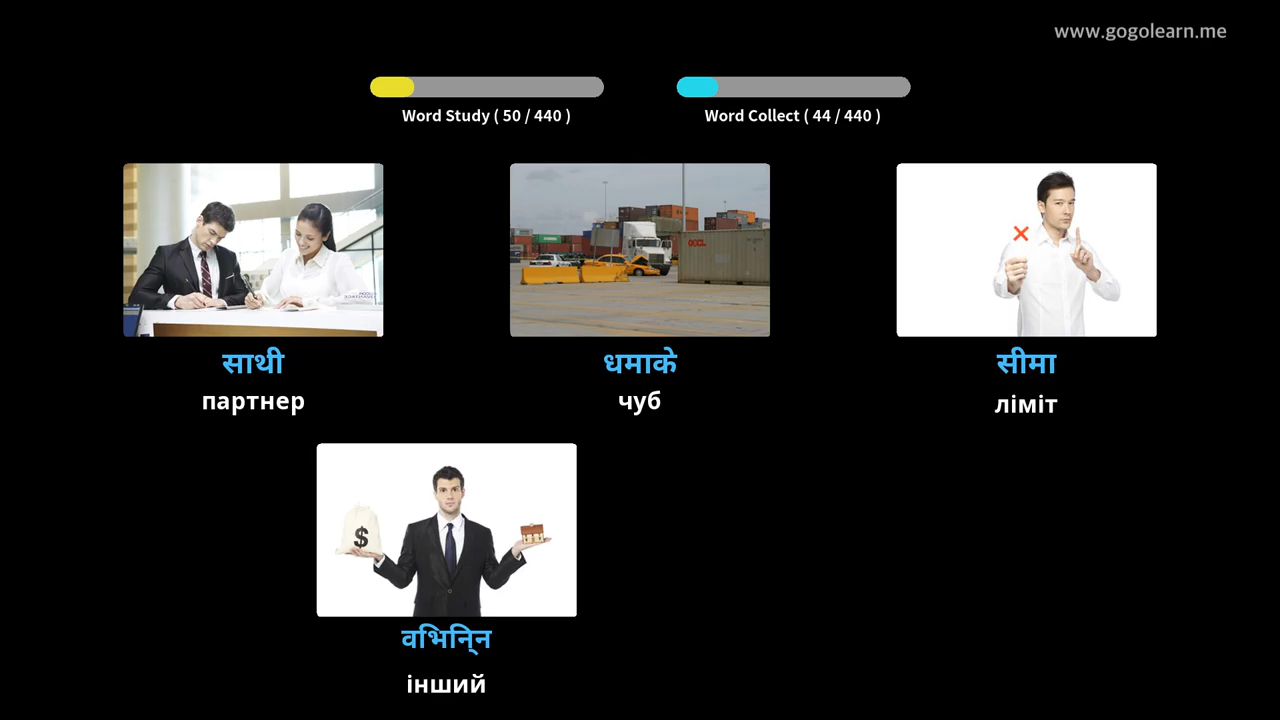 www.gogolearn.me
Word Study ( 50 / 440 )
Word Collect ( 44 / 440 )
साथी
партнер
धमाके
чуб
सीमा
ліміт
वभिनि्न
інший